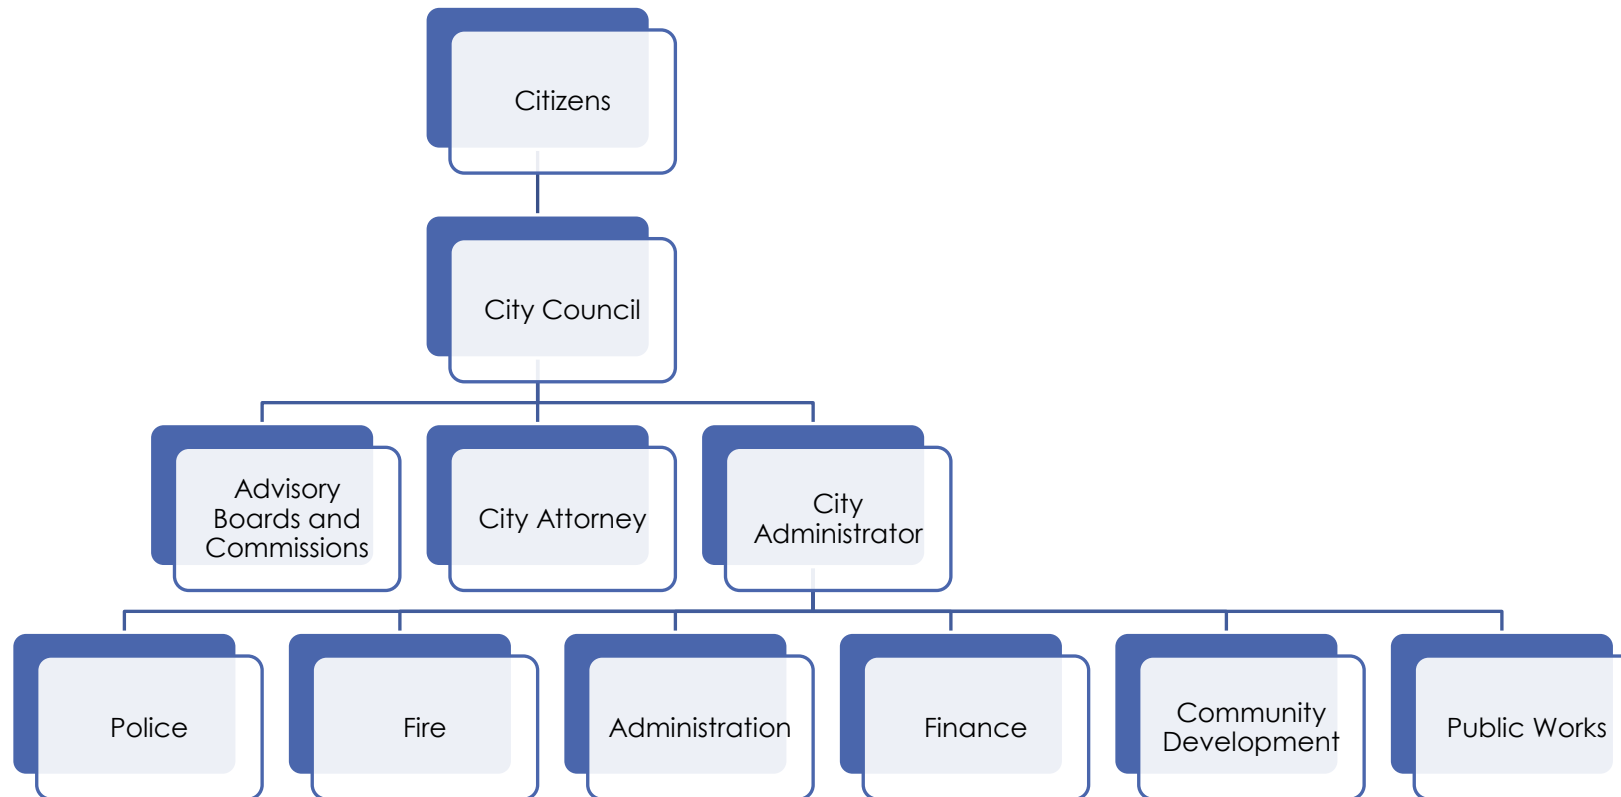 Citizens
City Council
Advisory
Boards and
Commissions
City Attorney
City
Administrator
Police
Fire
Administration
Finance
Community
Development
Public Works